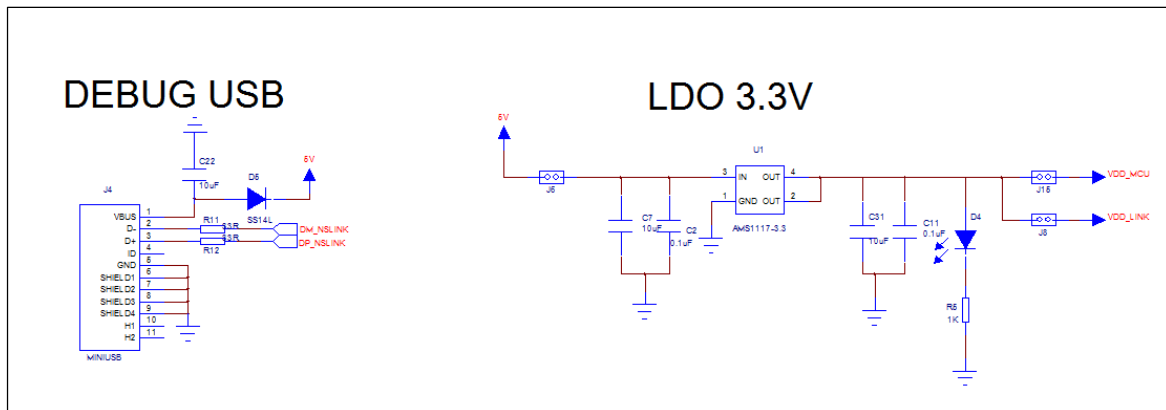 DEBUG USB
LDO 3.3V
J4
C22
10uF
D5
SS14L
5V
VBUS 1
D- 2
D+ 3
ID 4
GND 5
SHIELD1 6
SHIELD2 7
SHIELD3 8
SHIELD4 9
H1 10
H2 11
MINIUSB
R11
R12
DM_NSLINK
DP_NSLINK
5V
J6
C7
10uF
C2
0.1uF
U1
3 IN OUT 4
1 GND OUT 2
AMS1117-3.3
C31
10uF
C11
0.1uF
D4
R5
1K
J15
VDD_MCU
J8
VDD_LINK